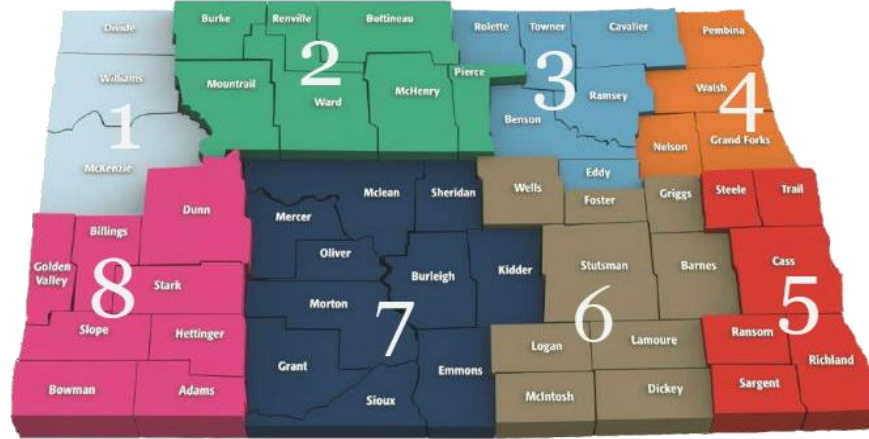 Divide
Burke
Renville
Bottineau
Rolette
Towner
Cavalier
Pembina
Williams
Mountrail
2
Ward
McHenry
Pierce
3
Ramsey
Benson
Walsh
4
Nelson
Grand Forks
1
McKenzie
Dunn
Mclean
Sheridan
Wells
Eddy
Foster
Griggs
Steele
Trail
Mercer
Billings
Oliver
Golden
Valley
8
Stark
Burleigh
Kidder
Stutsman
Barnes
Cass
Morton
7
6
5
Slope
Hettinger
Logan
Lamoure
Ransom
Richland
Grant
Emmons
Bowman
Adams
Sioux
McIntosh
Dickey
Sargent